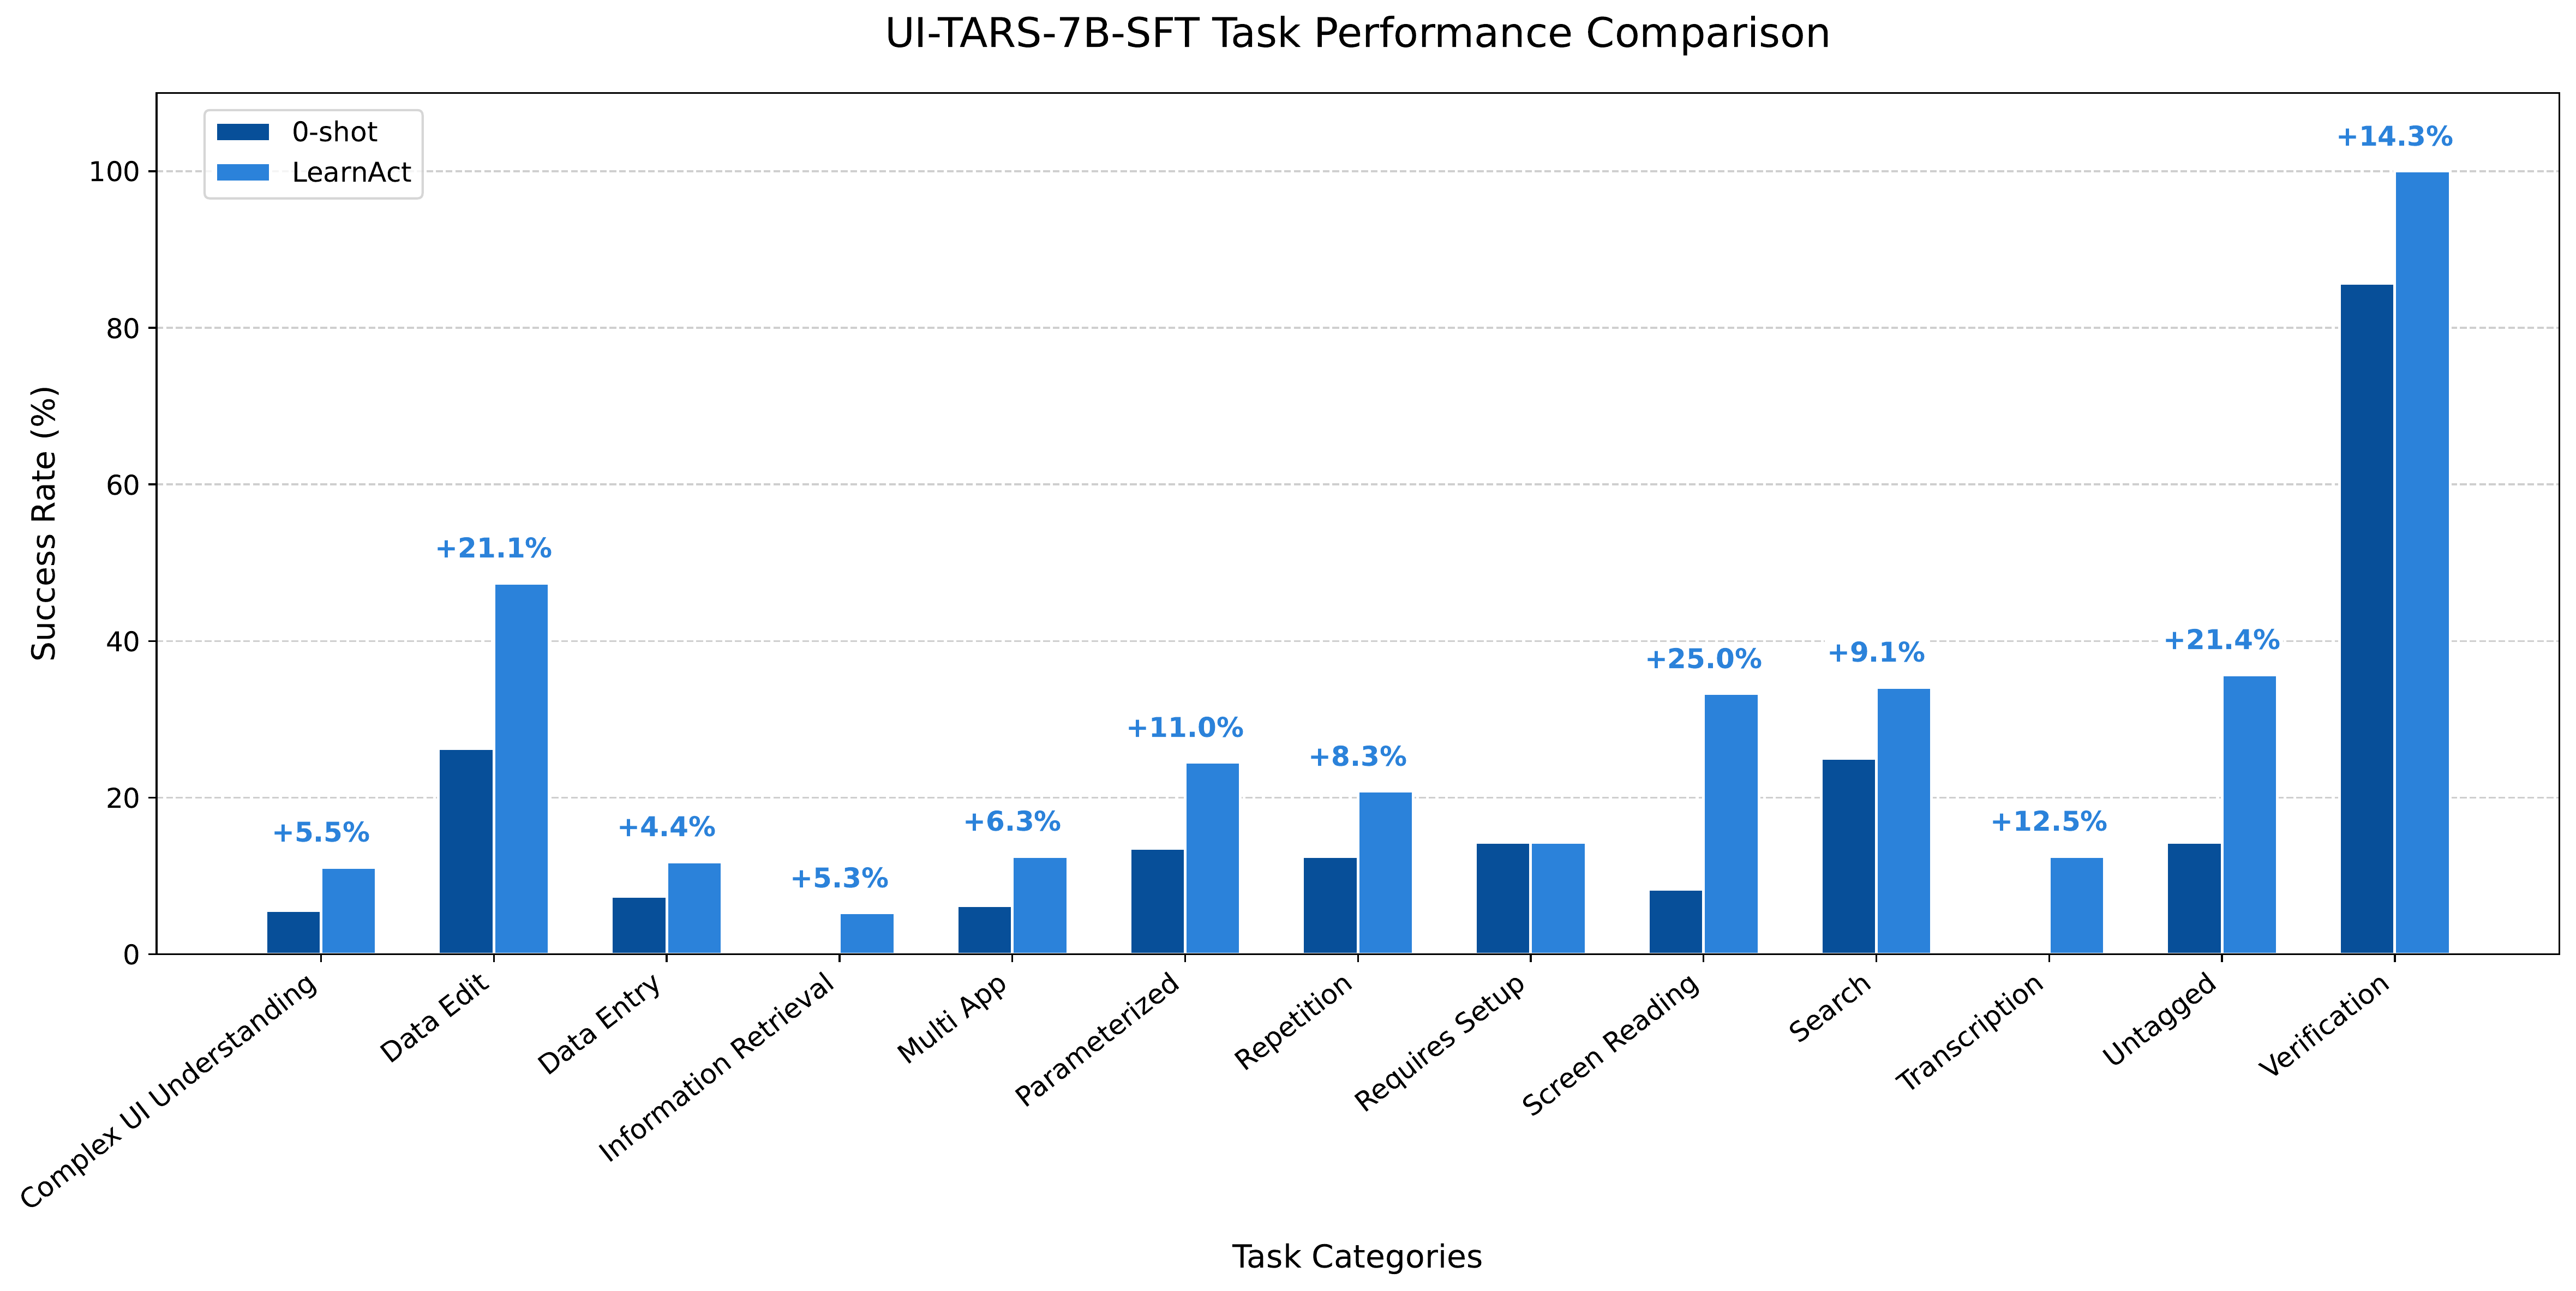 UI-TARS-7B-SFT Task Performance Comparison
0-shot
LearnAct
Success Rate (%)
100
80
60
40
20
0
+5.5%
+21.1%
+4.4%
+5.3%
+6.3%
+11.0%
+8.3%
+25.0%
+9.1%
+12.5%
+21.4%
+14.3%
Complex UI Understanding
Data Edit
Data Entry
Information Retrieval
Multi App
Parameterized
Repetition
Requires Setup
Screen Reading
Search
Transcription
Untagged
Verification
Task Categories